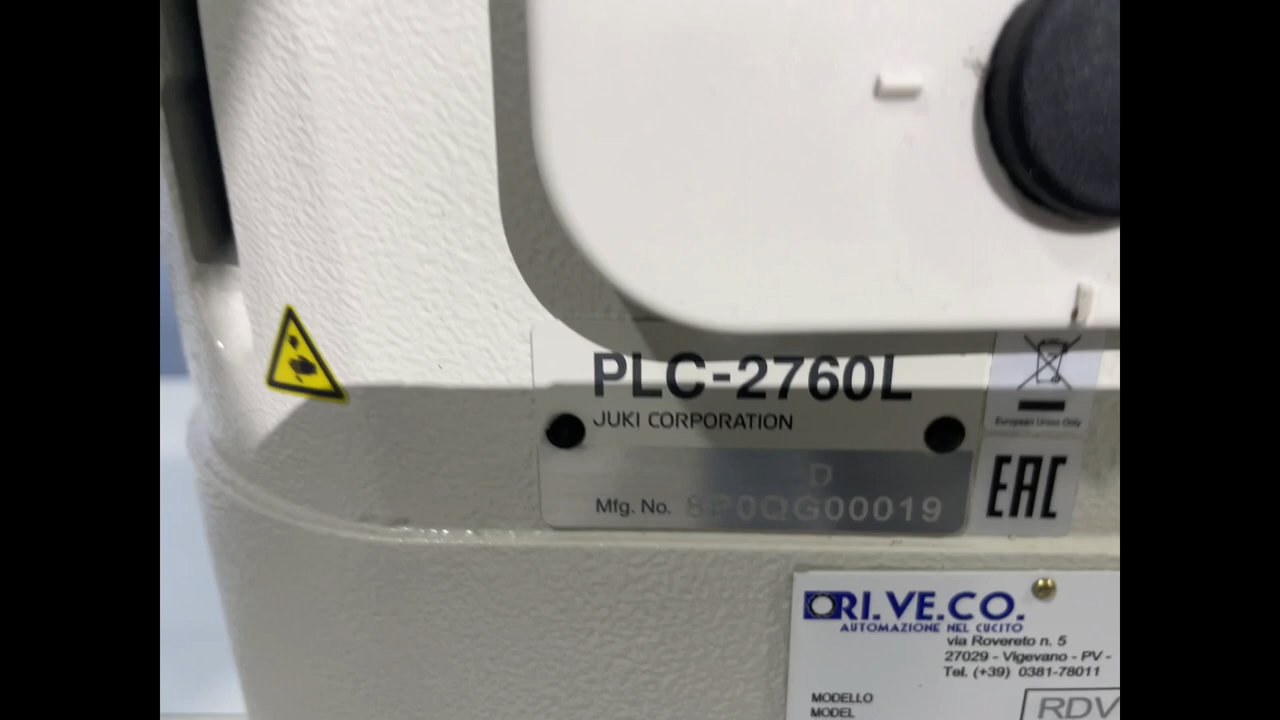 PLC-2760L
JUKI CORPORATION
D
Mfg. No. 8P0QG00019
European Union Only
EAC
RI.VE.CO.
AUTOMAZIONE NEL CUCITO
via Rovereto n. 5
27029 - Vigevano - PV -
Tel. (+39) 0381-78011
MODELLO
MODEL
RDV